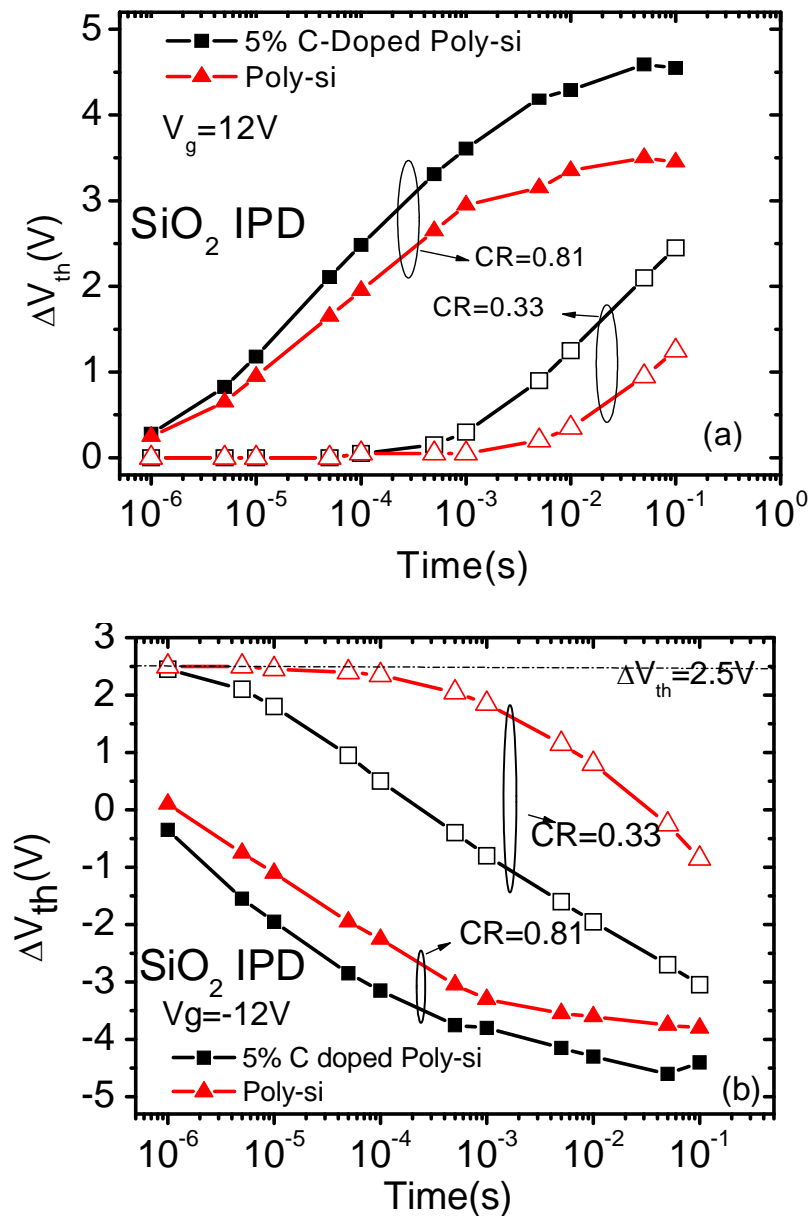 5% C-Doped Poly-si
Poly-si
V_g=12V
SiO₂ IPD
CR=0.81
CR=0.33
(a)
ΔV_th(V)
5
4
3
2
1
0
10⁻⁶ 10⁻⁵ 10⁻⁴ 10⁻³ 10⁻² 10⁻¹ 10⁰
Time(s)
ΔV_th=2.5V
CR=0.33
CR=0.81
SiO₂ IPD
Vg=-12V
5% C doped Poly-si
Poly-si
(b)
ΔV_th(V)
3
2
1
0
-1
-2
-3
-4
-5
10⁻⁶ 10⁻⁵ 10⁻⁴ 10⁻³ 10⁻² 10⁻¹
Time(s)